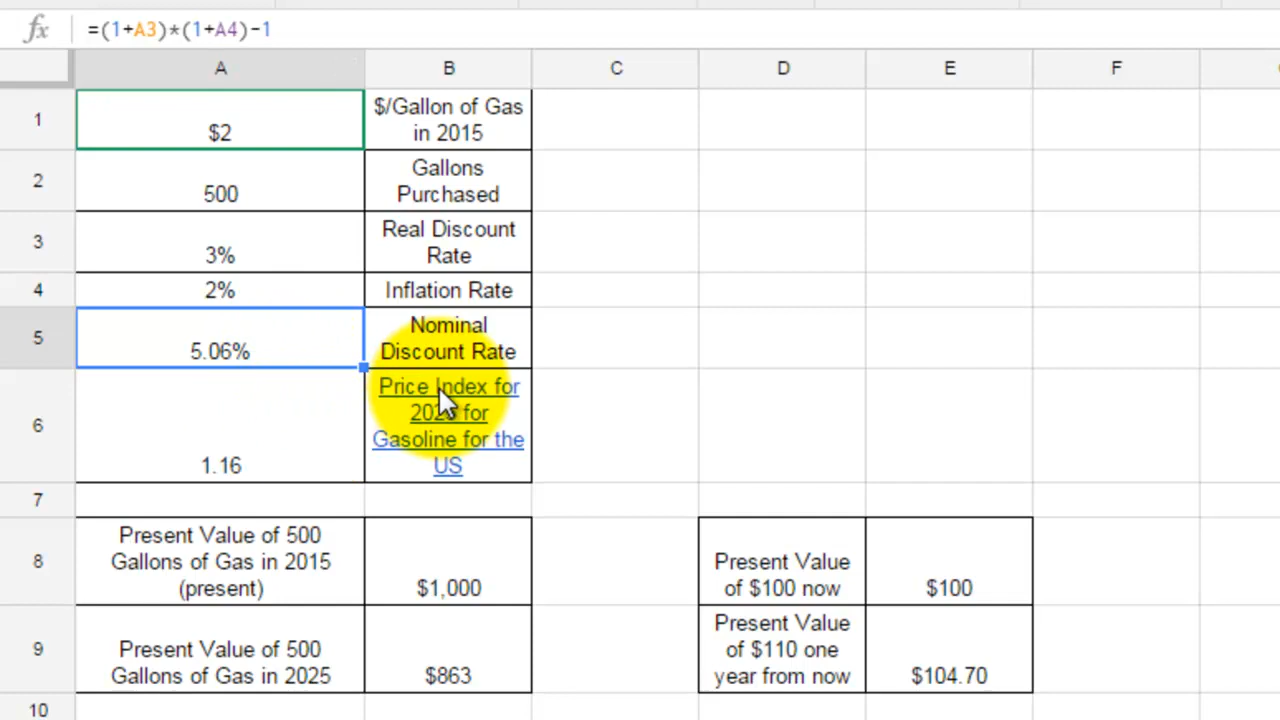 fx =(1+A3)*(1+A4)-1
A B C D E F
1 $2 $/Gallon of Gas
in 2015
2 500 Gallons
Purchased
3 3% Real Discount
Rate
4 2% Inflation Rate
5 5.06% Nominal
Discount Rate
6 1.16 Price Index for
for
Gasoline for the
US
7
8 Present Value of 500
Gallons of Gas in 2015
(present)
$1,000
Present Value
of $100 now
$100
9 Present Value of 500
Gallons of Gas in 2025
$863
Present Value
of $110 one
year from now
$104.70
10